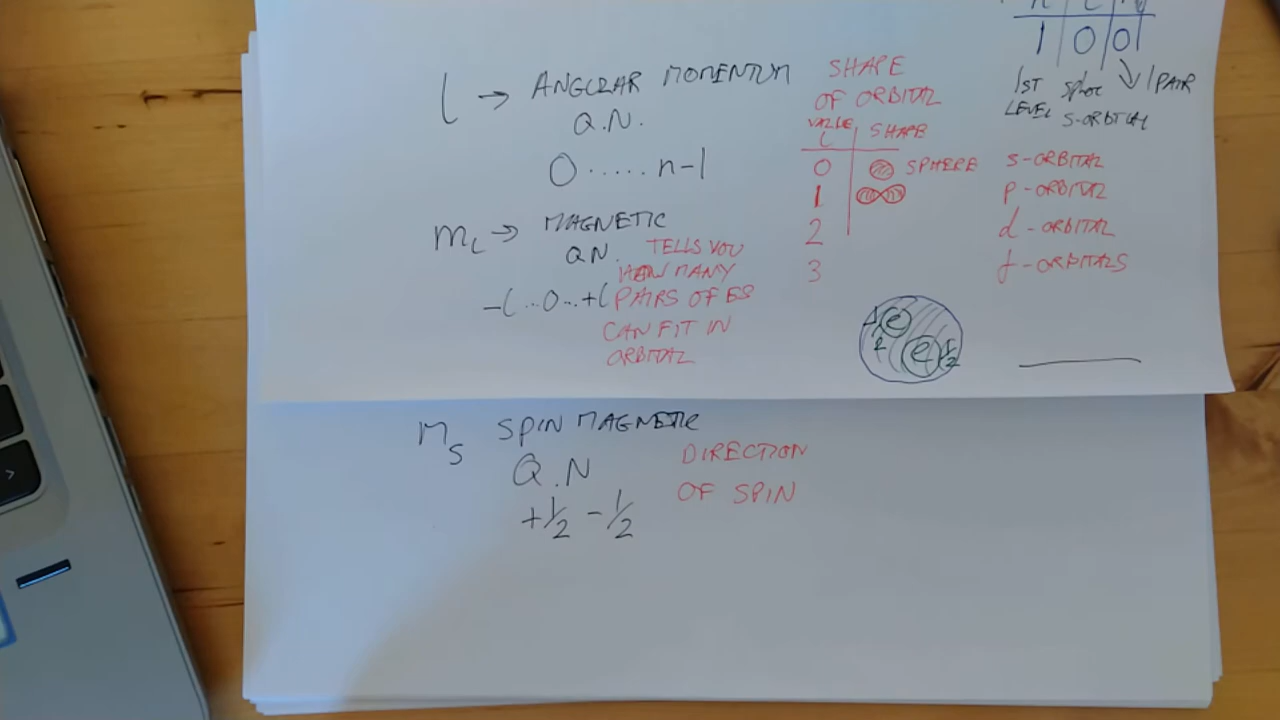 l → ANGULAR MOMENTUM
Q.N.
0 ..... n-1
ml → MAGNETIC
Q.N.
-l ... 0 ... +l
TELLS YOU
HOW MANY
PAIRS OF ES
CAN FIT IN
ORBITAL
SHAPE
OF ORBITAL
VALUE
L | SHAPE
0 SPHERE s-ORBITAL
1 p-ORBITAL
2 d-ORBITAL
3 f-ORBITALS
1 | 0 | 0
1ST LEVEL
s-ORBITAL
1 PAIR
e
e
ms SPIN MAGNETIC
Q.N
+1/2 -1/2
DIRECTION
OF SPIN